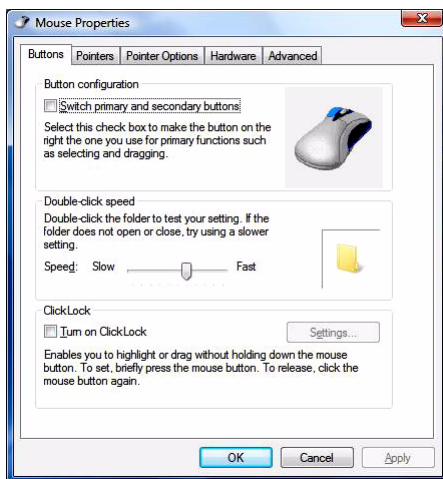 Mouse Properties
Buttons Pointers Pointer Options Hardware Advanced
Button configuration
Switch primary and secondary buttons
Select this check box to make the button on the
right the one you use for primary functions such
as selecting and dragging.
Double-click speed
Double-click the folder to test your setting. If the
folder does not open or close, try using a slower
setting.
Speed: Slow Fast
ClickLock
Turn on ClickLock Settings...
Enables you to highlight or drag without holding down the mouse
button. To set, briefly press the mouse button. To release, click the
mouse button again.
OK Cancel Apply